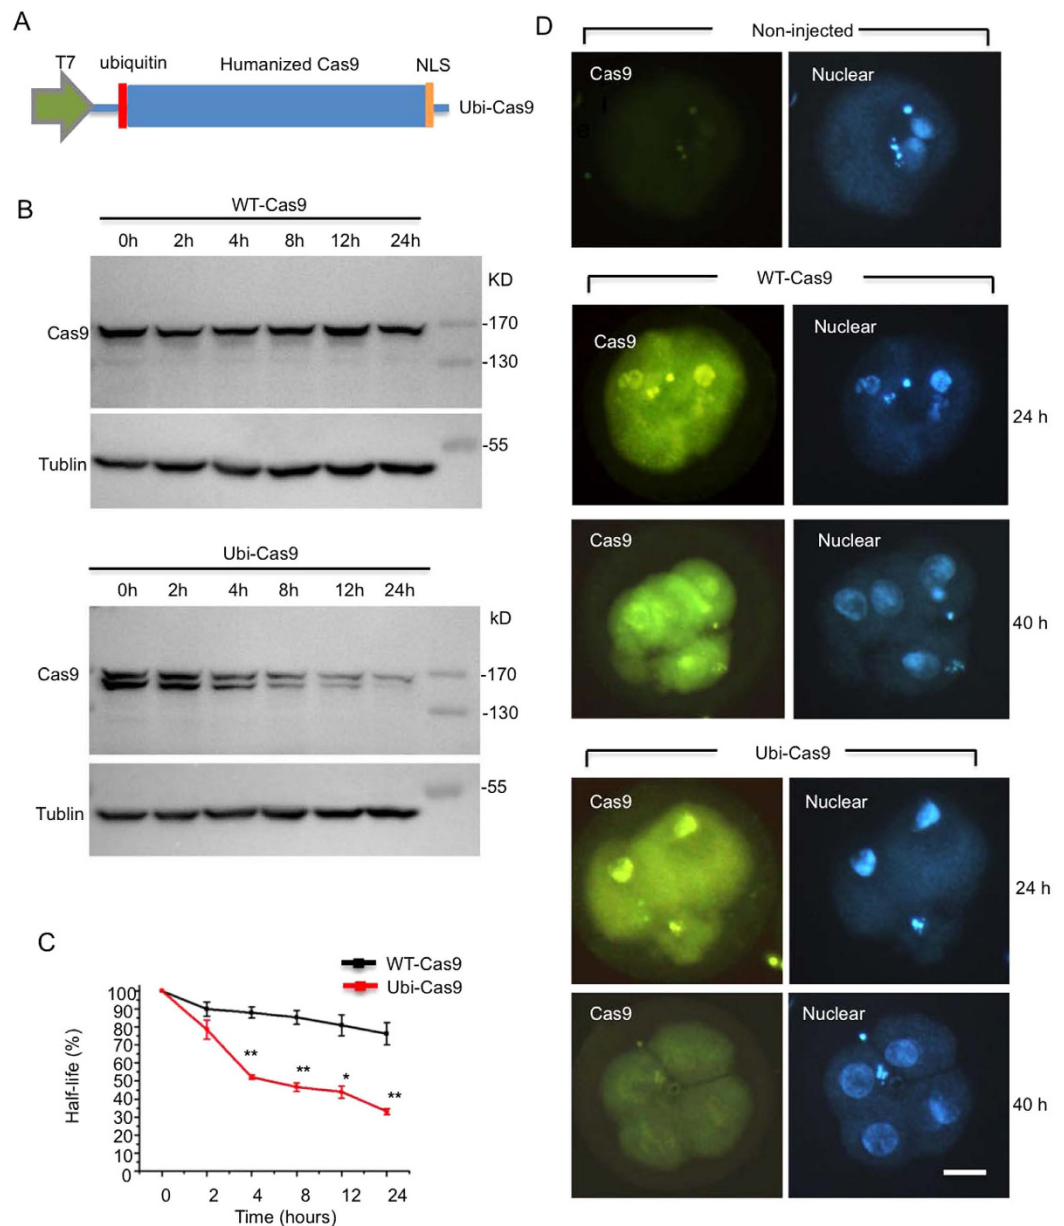 A
T7 ubiquitin Humanized Cas9 NLS
Ubi-Cas9
B
WT-Cas9
0h 2h 4h 8h 12h 24h
KD
Cas9
-170
-130
-55
Tublin
Ubi-Cas9
0h 2h 4h 8h 12h 24h
kD
Cas9
-170
-130
-55
Tublin
C
WT-Cas9
Ubi-Cas9
Half-life (%)
100
90
80
70
60
50
40
30
20
10
0
** ** * **
0 2 4 8 12 24
Time (hours)
D
Non-injected
Cas9 Nuclear
WT-Cas9
Cas9 Nuclear
24 h
Cas9 Nuclear
40 h
Ubi-Cas9
Cas9 Nuclear
24 h
Cas9 Nuclear
40 h